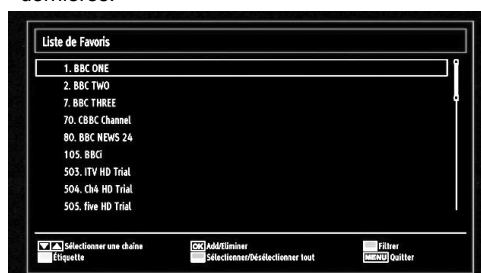 dernières.
Liste de Favoris
1. BBC ONE
2. BBC TWO
7. BBC THREE
70. CBBC Channel
80. BBC NEWS 24
105. BBCi
503. ITV HD Trial
504. Ch4 HD Trial
505. five HD Trial
Sélectionner une chaîne OK Add/Eliminer Filtrer
Étiquette Sélectionner/Désélectionner tout MENU Quitter